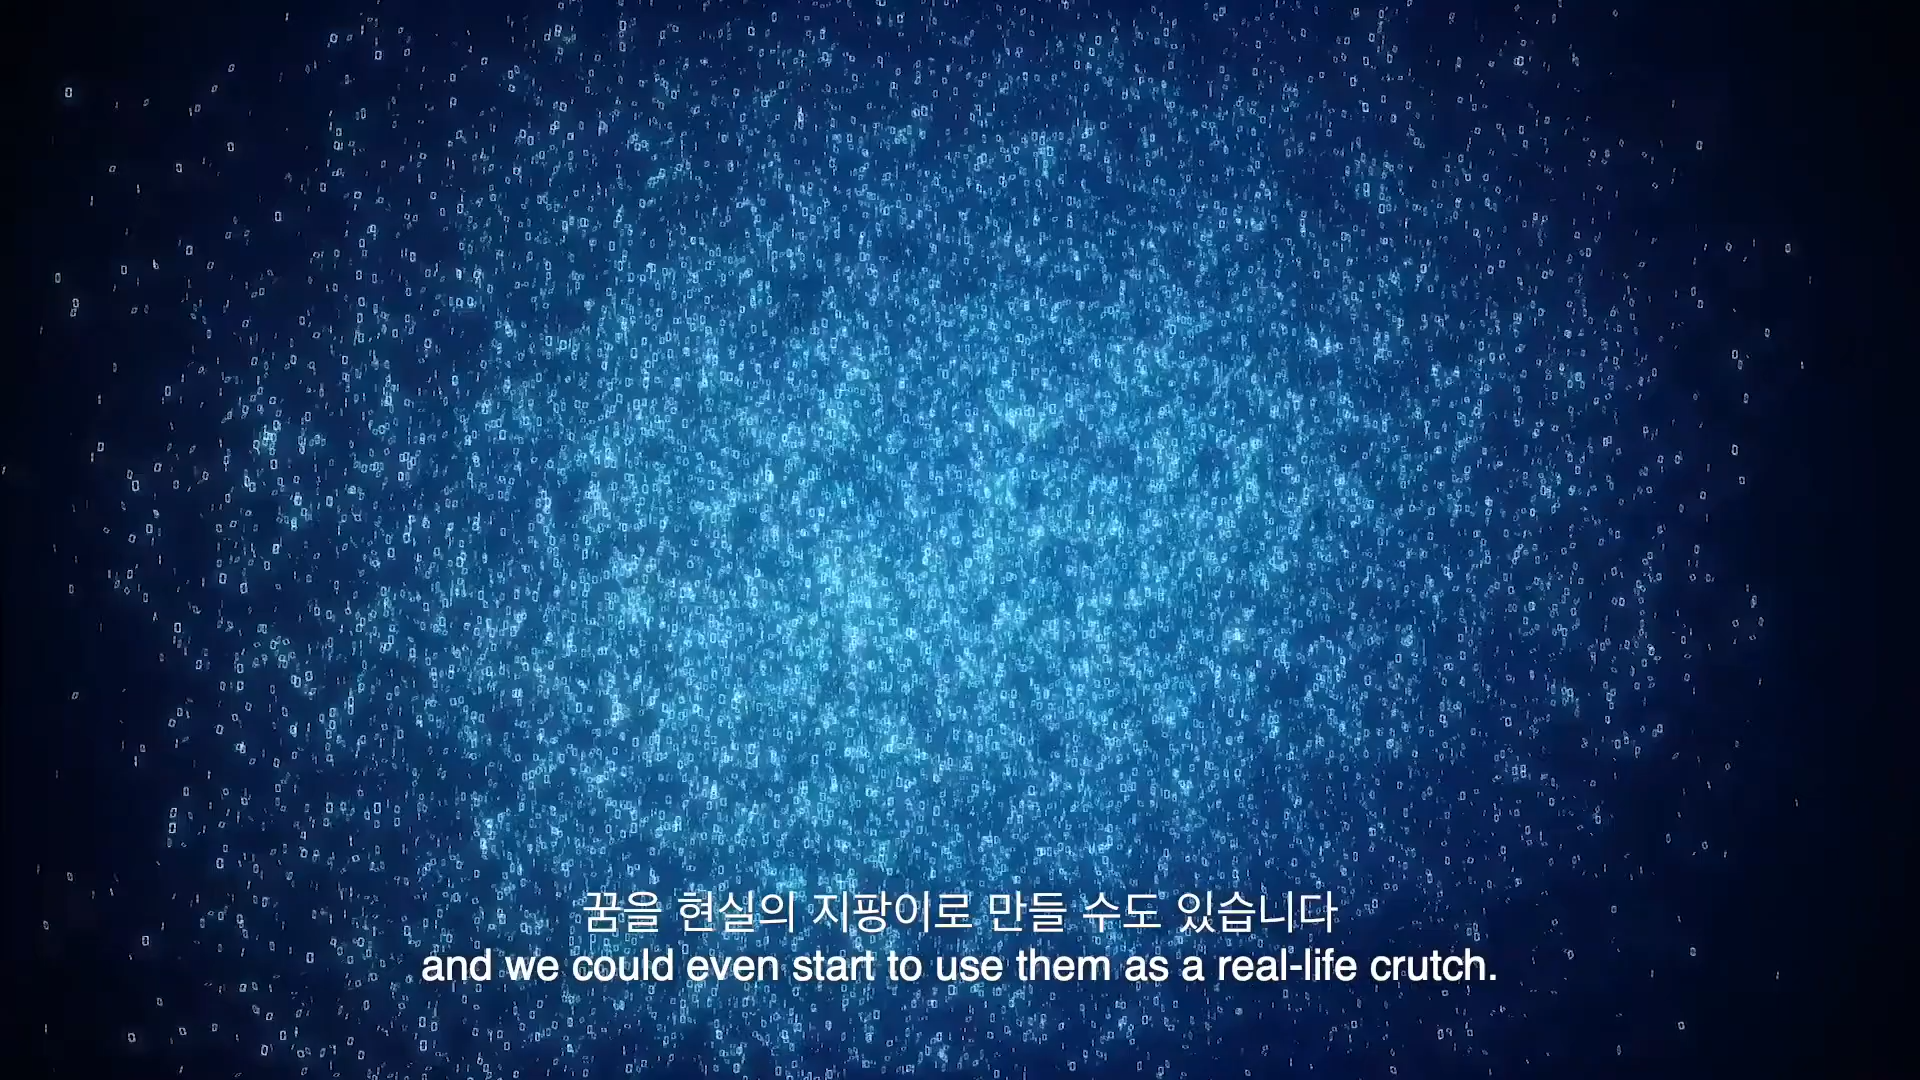 꿈을 현실의 지팡이로 만들 수도 있습니다
and we could even start to use them as a real-life crutch.